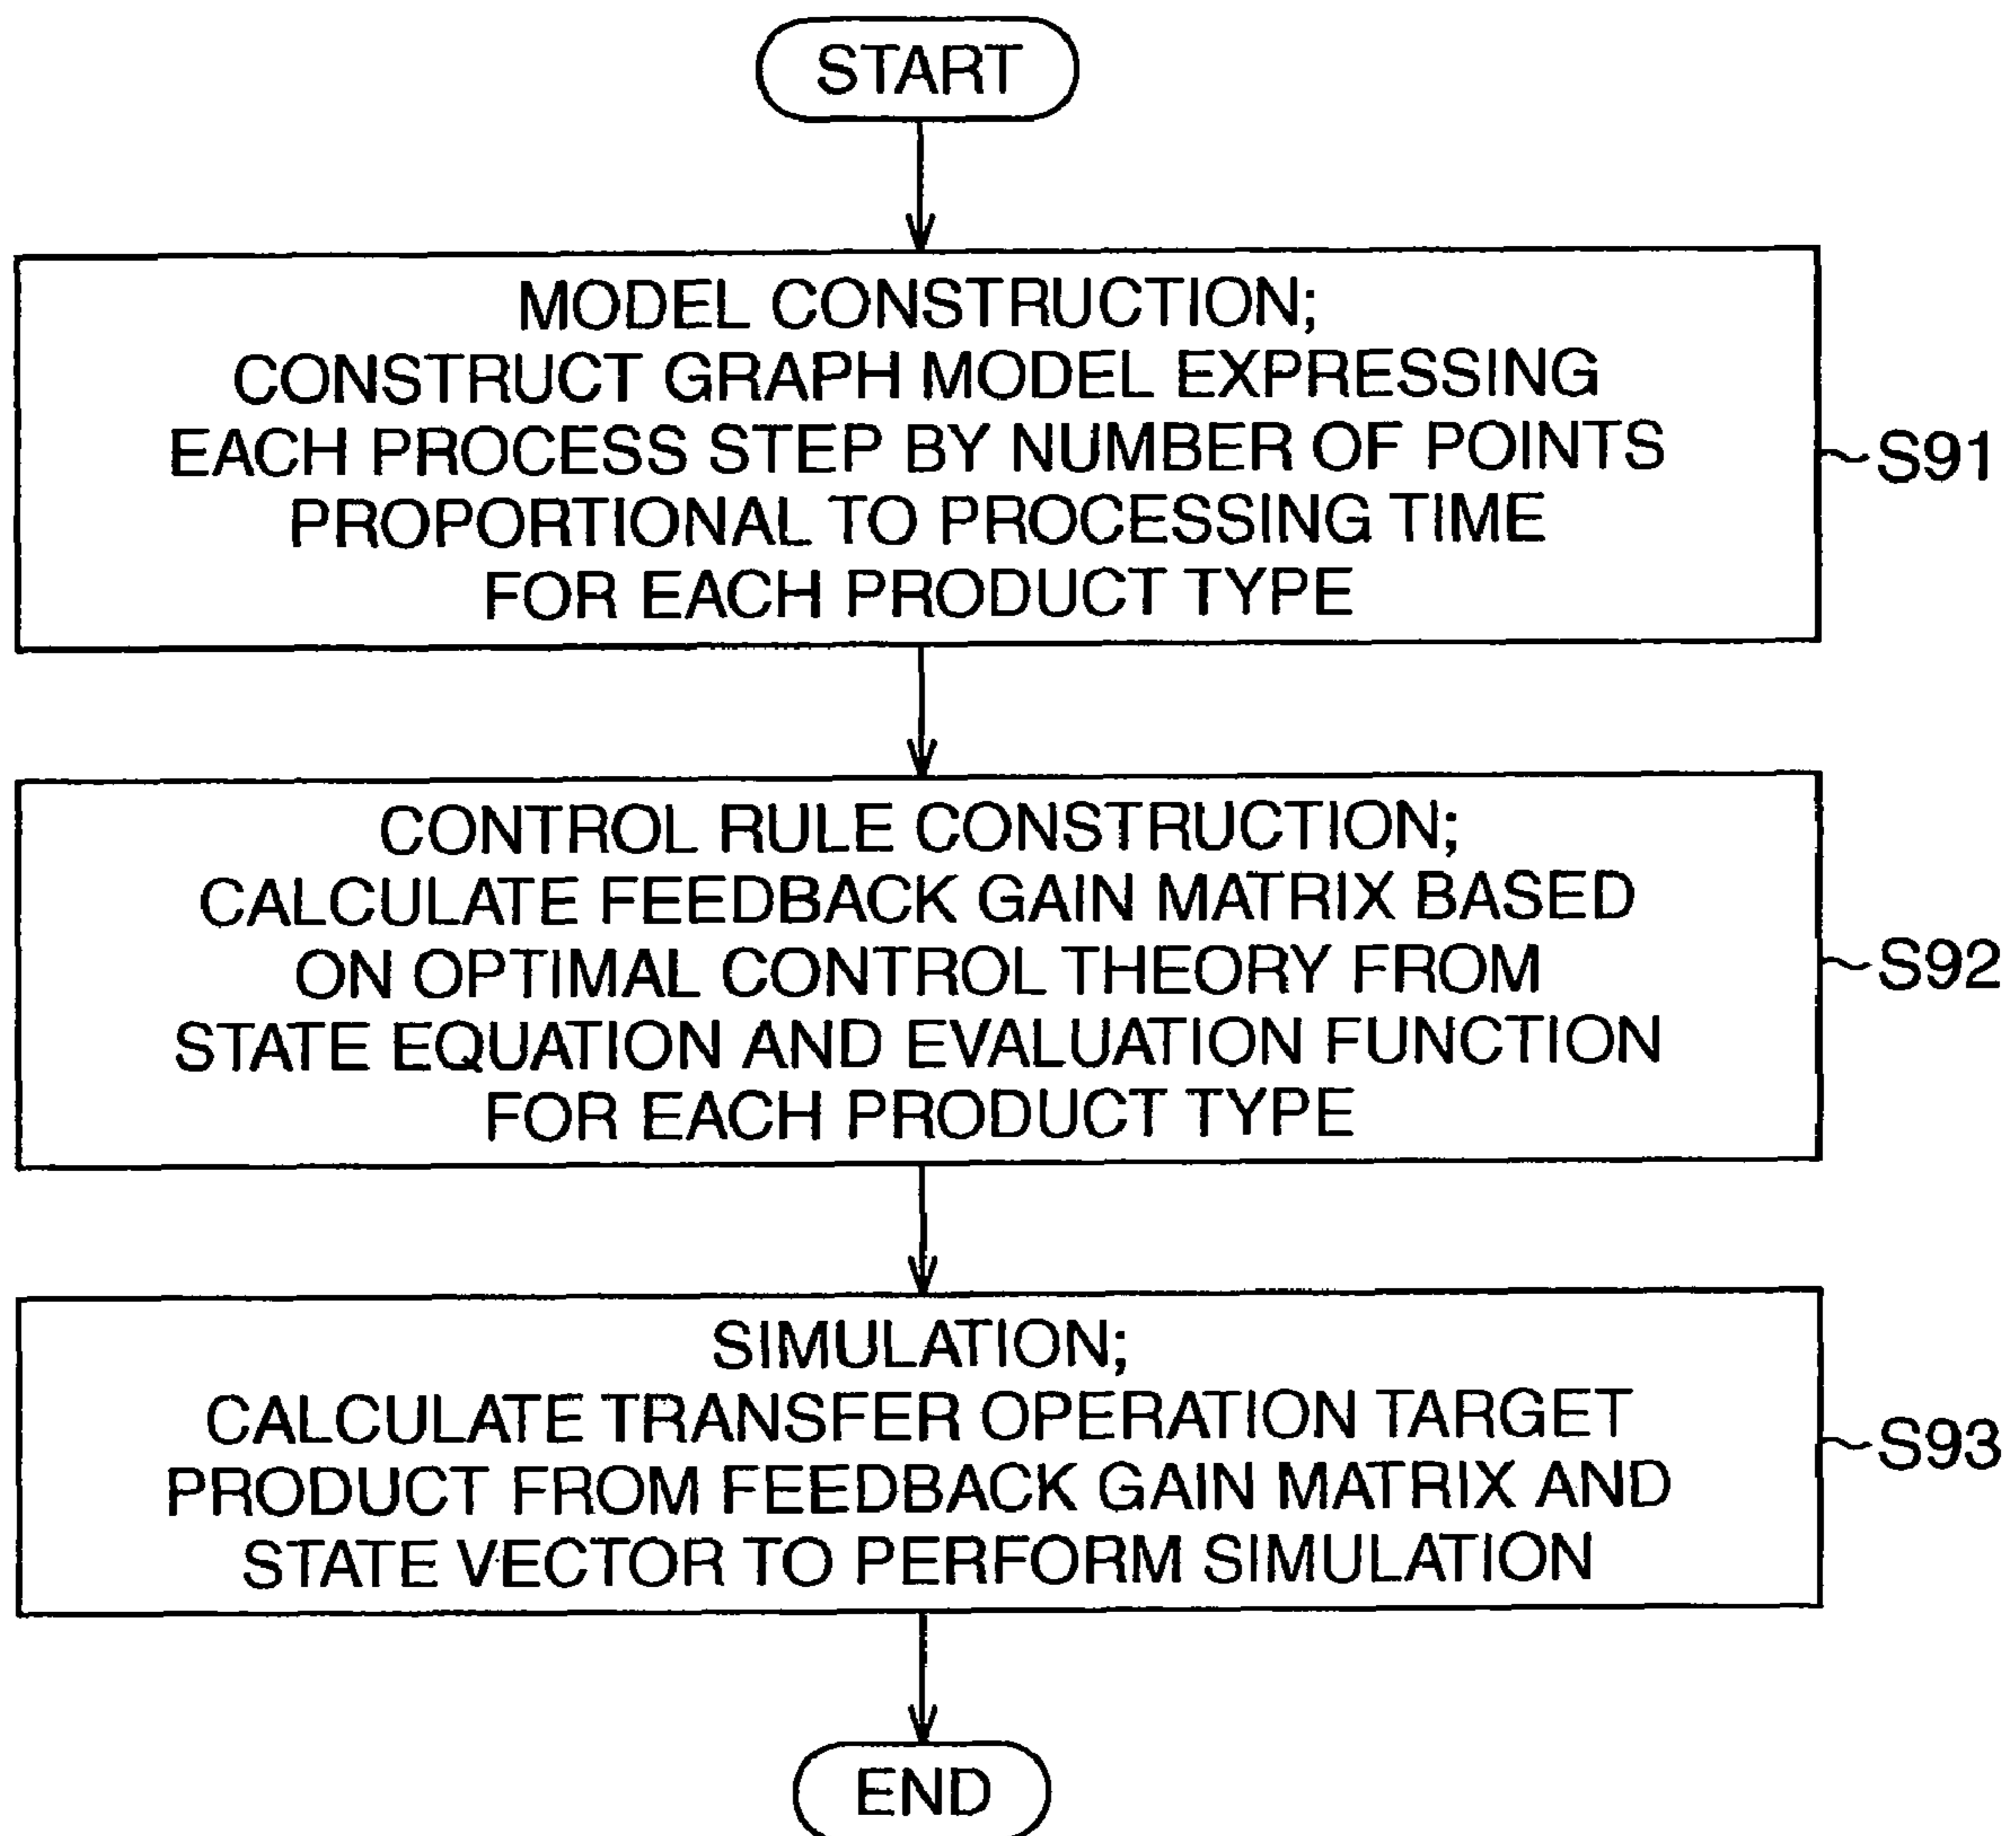 START
MODEL CONSTRUCTION;
CONSTRUCT GRAPH MODEL EXPRESSING
EACH PROCESS STEP BY NUMBER OF POINTS
PROPORTIONAL TO PROCESSING TIME
FOR EACH PRODUCT TYPE
S91
CONTROL RULE CONSTRUCTION;
CALCULATE FEEDBACK GAIN MATRIX BASED
ON OPTIMAL CONTROL THEORY FROM
STATE EQUATION AND EVALUATION FUNCTION
FOR EACH PRODUCT TYPE
S92
SIMULATION;
CALCULATE TRANSFER OPERATION TARGET
PRODUCT FROM FEEDBACK GAIN MATRIX AND
STATE VECTOR TO PERFORM SIMULATION
S93
END